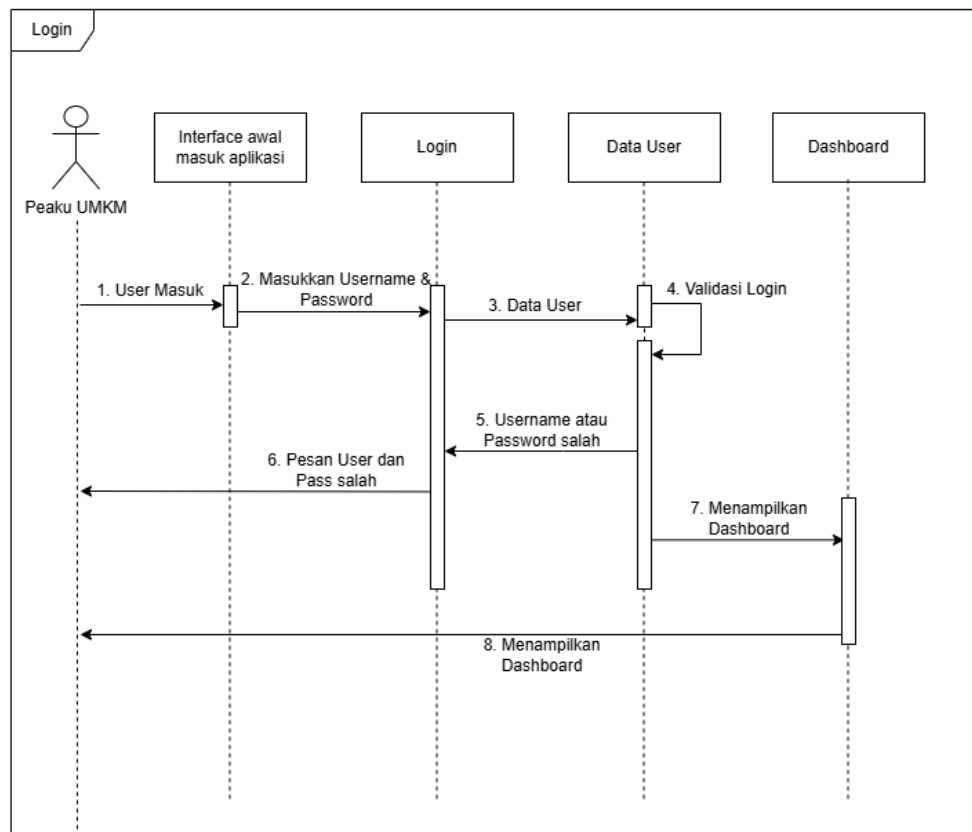 Login
Interface awal
masuk aplikasi
Login
Data User
Dashboard
Peaku UMKM
1. User Masuk
2. Masukkan Username &
Password
3. Data User
4. Validasi Login
5. Username atau
Password salah
6. Pesan User dan
Pass salah
7. Menampilkan
Dashboard
8. Menampilkan
Dashboard